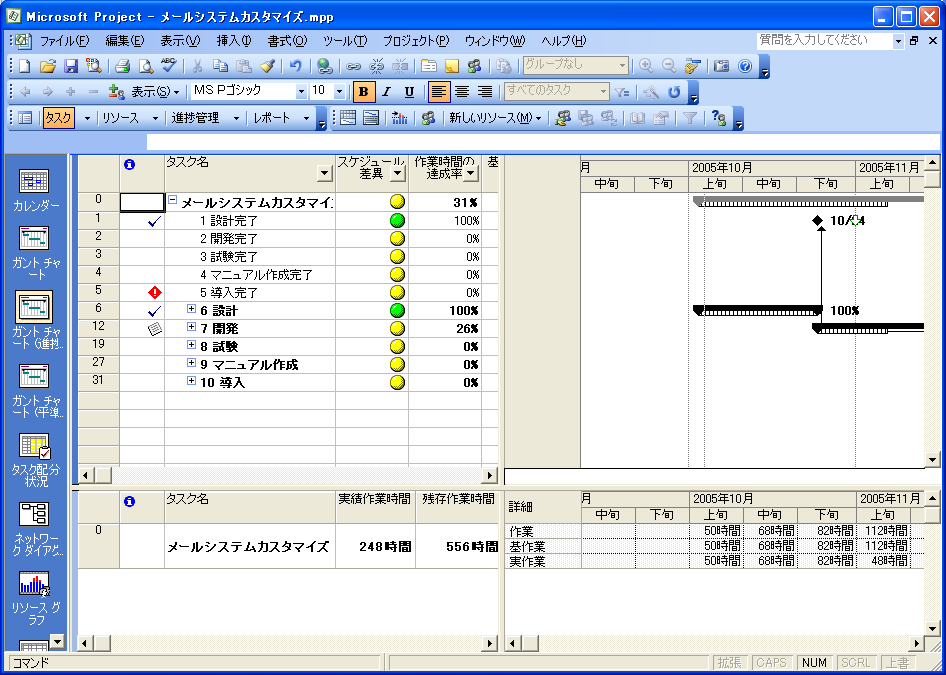 Microsoft Project - メールシステムカスタマイズ.mpp
ファイル(F) 編集(E) 表示(V) 挿入(I) 書式(O) ツール(T) プロジェクト(P) ウィンドウ(W) ヘルプ(H) 質問を入力してください
グループなし
表示(S) MS Pゴシック 10 B I U すべてのタスク
タスク リソース 進捗管理 レポート 新しいリソース(M)
カレンダー
ガント チャート
ガント チャート (進捗..
ガント チャート (平準..
タスク配分状況
ネットワーク ダイアグ..
リソース グラフ
タスク名 スケジュール差異 作業時間の達成率 基
月 2005年10月 2005年11月
中旬 下旬 上旬 中旬 下旬 上旬
0 メールシステムカスタマイ 31%
1 1 設計完了 100%
2 2 開発完了 0%
3 3 試験完了 0%
4 4 マニュアル作成完了 0%
5 5 導入完了 0%
6 6 設計 100% 100%
12 7 開発 26%
19 8 試験 0%
27 9 マニュアル作成 0%
31 10 導入 0%
タスク名 実績作業時間 残存作業時間
0 メールシステムカスタマイズ 248時間 556時間
詳細 月 2005年10月 2005年11月
中旬 下旬 上旬 中旬 下旬 上旬
作業 50時間 68時間 82時間 112時間
基作業 50時間 68時間 82時間 112時間
実作業 50時間 68時間 82時間 48時間
コマンド 拡張 CAPS NUM SCRL 上書